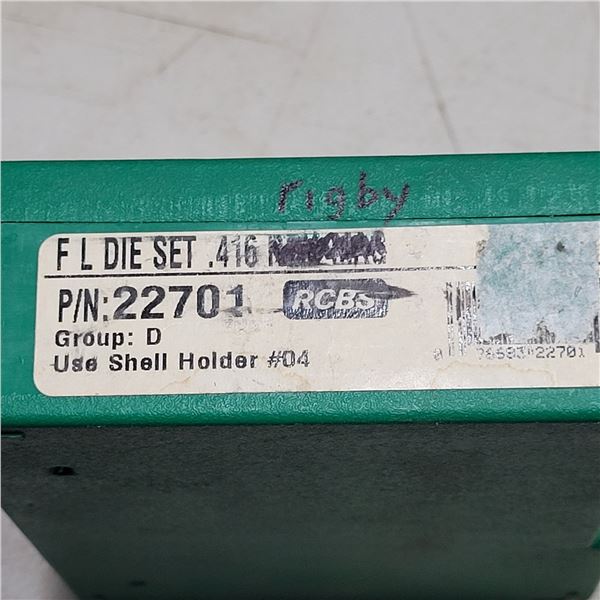 rigby
F L DIE SET .416
P/N: 22701 RCBS
Group: D
Use Shell Holder #04